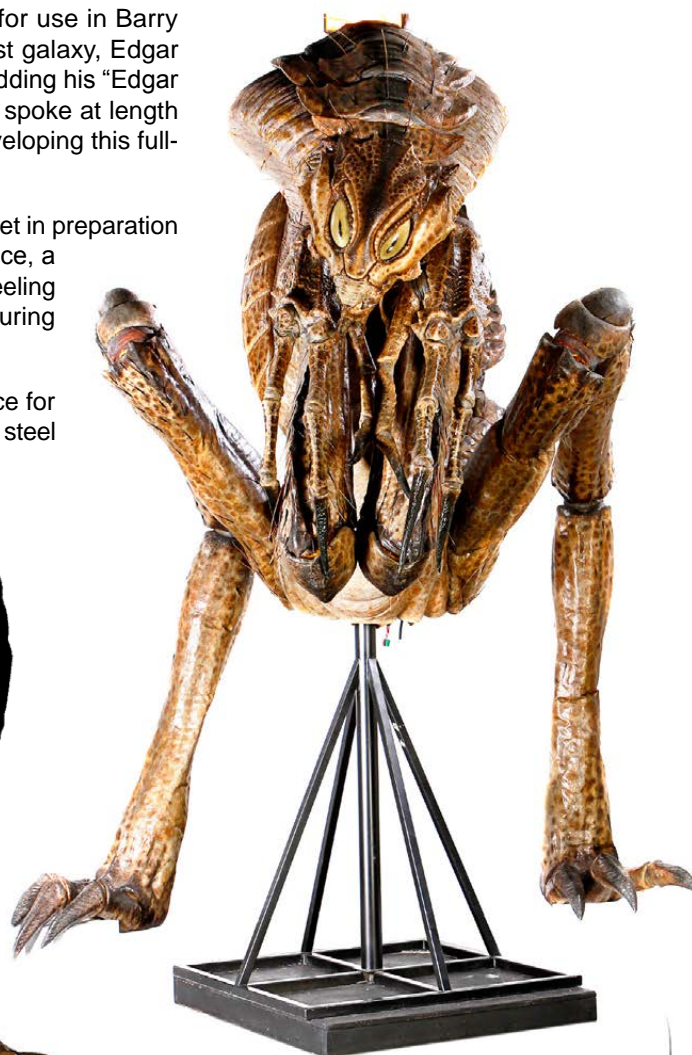 for use in Barry
st galaxy, Edgar
dding his “Edgar
spoke at length
veloping this full-
et in preparation
ce, a
eeling
uring
ce for
steel